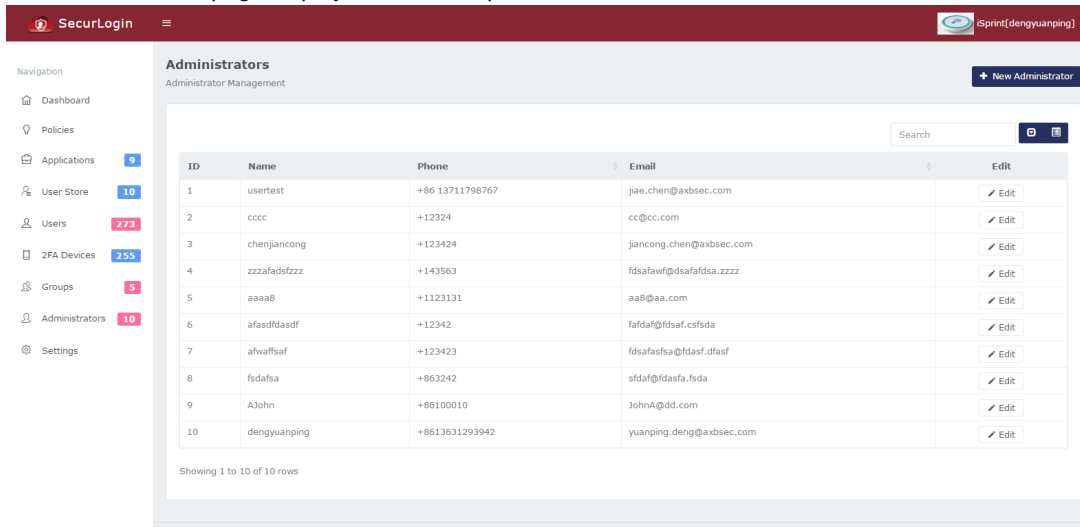 SecurLogin
iSprint[dengyuanping]
Navigation
Dashboard
Policies
Applications 9
User Store 10
Users 273
2FA Devices 255
Groups 5
Administrators 10
Settings
Administrators
Administrator Management
+ New Administrator
Search
ID Name Phone Email Edit
1 usertest +86 13711798767 jiae.chen@axbsec.com Edit
2 cccc +12324 cc@cc.com Edit
3 chenjiancong +123424 jiancong.chen@axbsec.com Edit
4 zzzafadsfzzz +143563 fdsafawf@dsafafdsa.zzzz Edit
5 aaaa8 +1123131 aa8@aa.com Edit
6 afasdfdasdf +12342 fafdaf@fdsaf.csfsda Edit
7 afwaffsaf +123423 fdsafasfsa@fdasf.dfasf Edit
8 fsdafsa +863242 sfdaf@fdasfa.fsda Edit
9 AJohn +86100010 JohnA@dd.com Edit
10 dengyuanping +8613631293942 yuanping.deng@axbsec.com Edit
Showing 1 to 10 of 10 rows